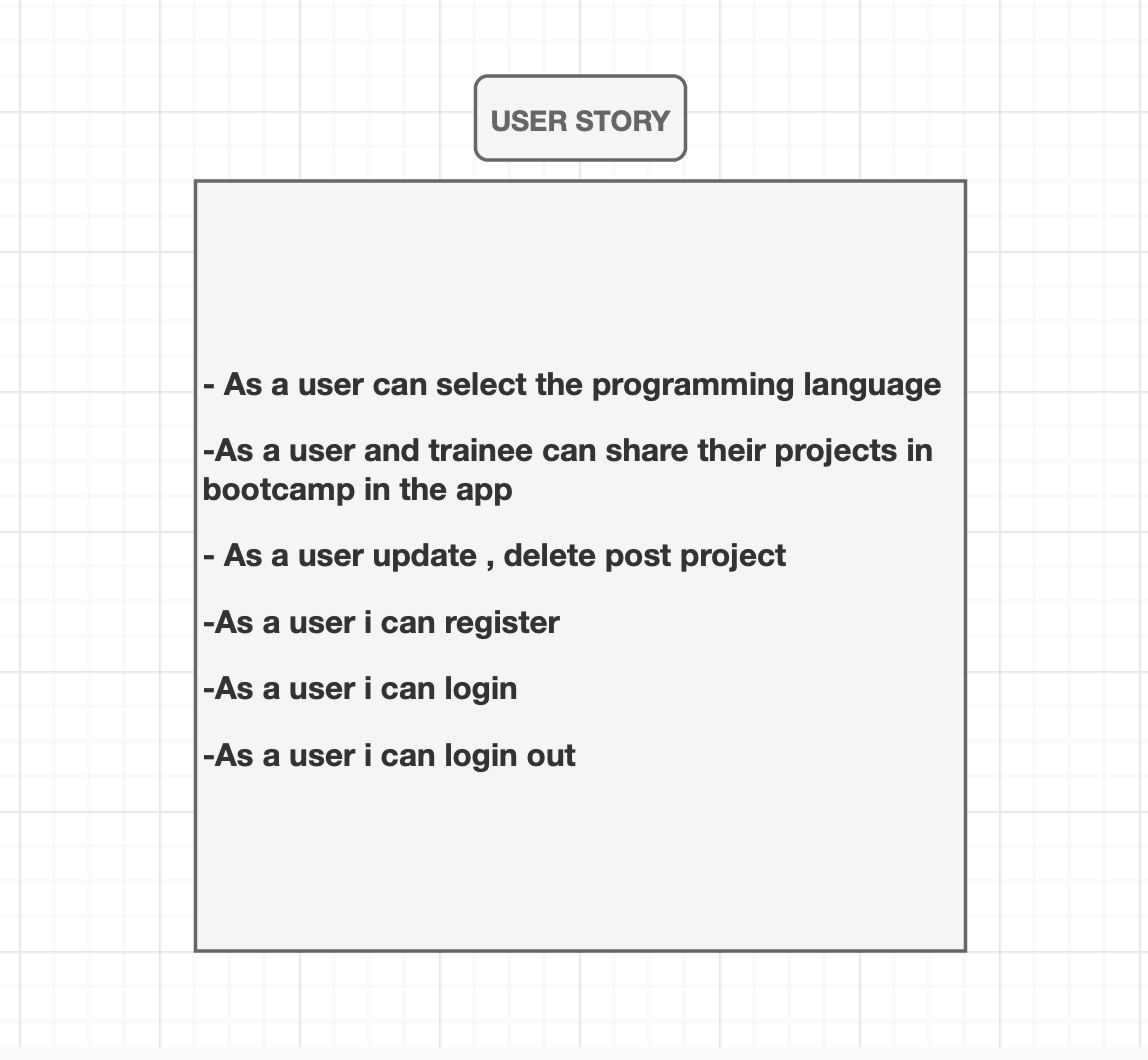 USER STORY
- As a user can select the programming language
-As a user and trainee can share their projects in
bootcamp in the app
- As a user update , delete post project
-As a user i can register
-As a user i can login
-As a user i can login out